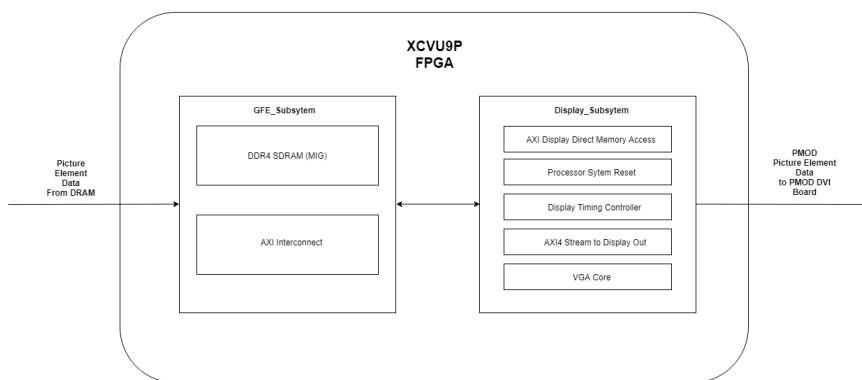 XCVU9P
FPGA
GFE_Subsytem
DDR4 SDRAM (MIG)
AXI Interconnect
Display_Subsytem
AXI Display Direct Memory Access
Processor Sytem Reset
Display Timing Controller
AXI4 Stream to Display Out
VGA Core
Picture
Element
Data
From DRAM
PMOD
Picture Element
Data
to PMOD DVI
Board